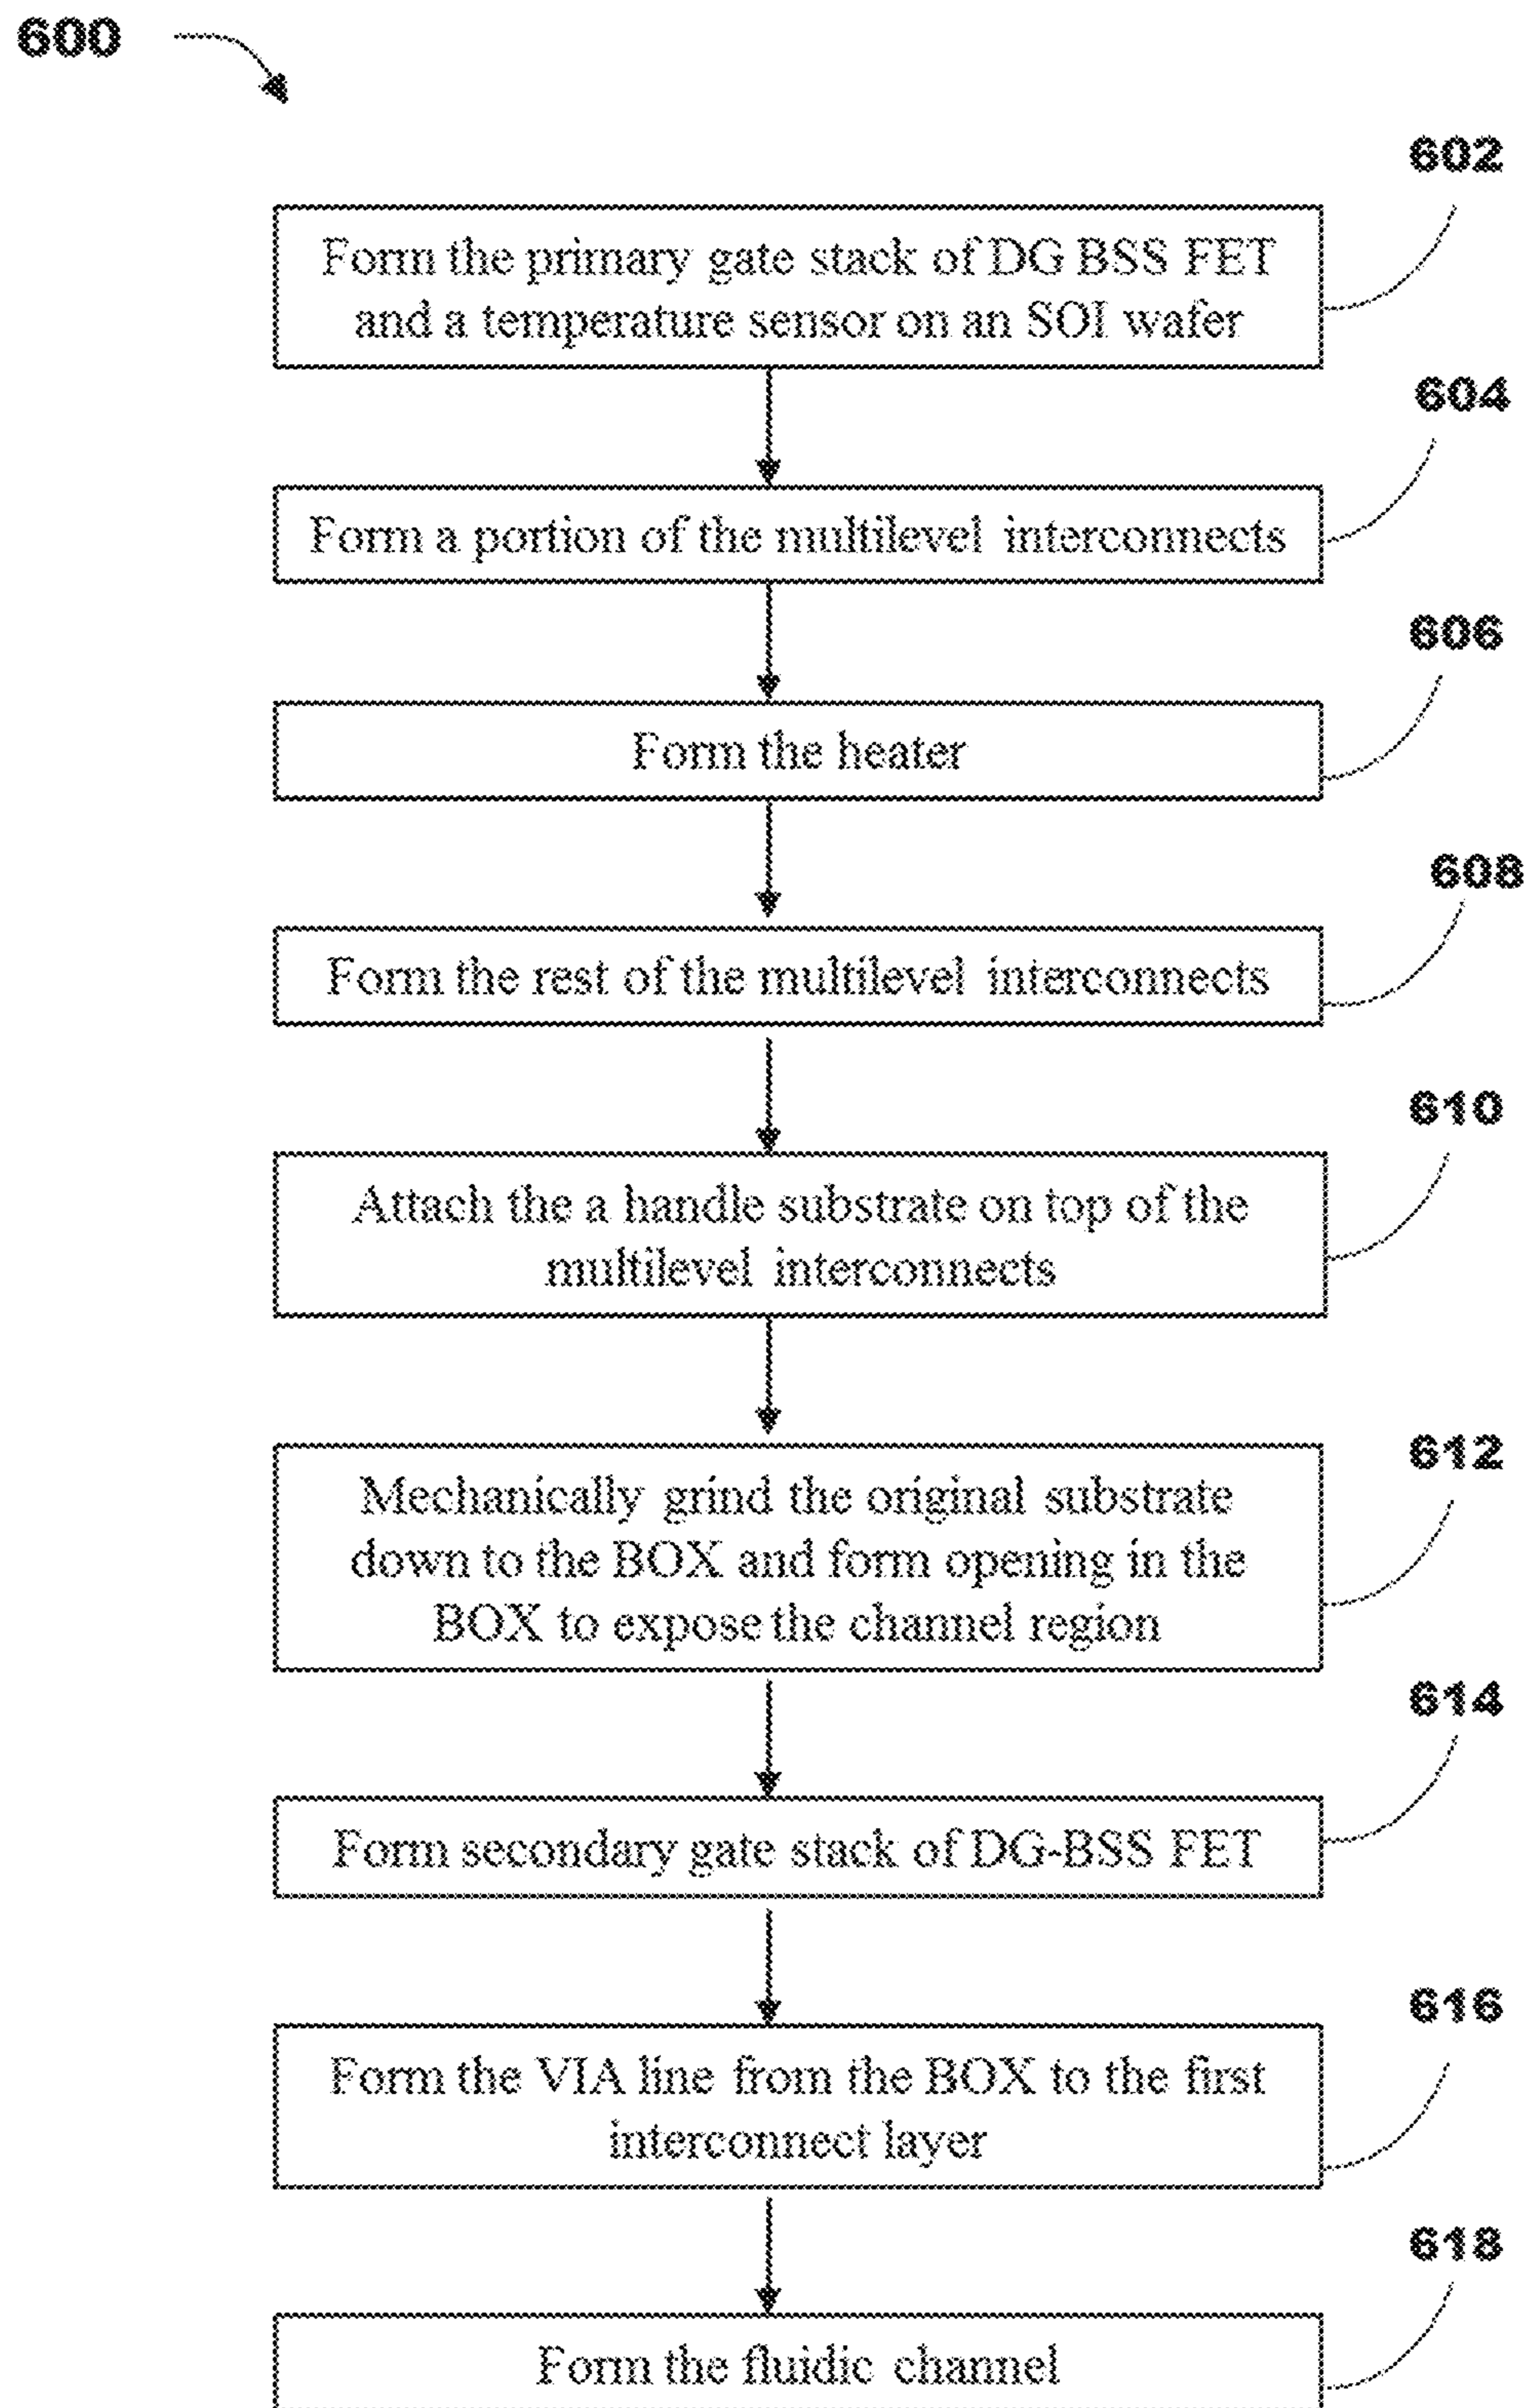 600
602
Form the primary gate stack of DG BSS FET
and a temperature sensor on an SOI wafer
604
Form a portion of the multilevel interconnects
606
Form the heater
608
Form the rest of the multilevel interconnects
610
Attach the a handle substrate on top of the
multilevel interconnects
612
Mechanically grind the original substrate
down to the BOX and form opening in the
BOX to expose the channel region
614
Form secondary gate stack of DG-BSS FET
616
Form the VIA line from the BOX to the first
interconnect layer
618
Form the fluidic channel